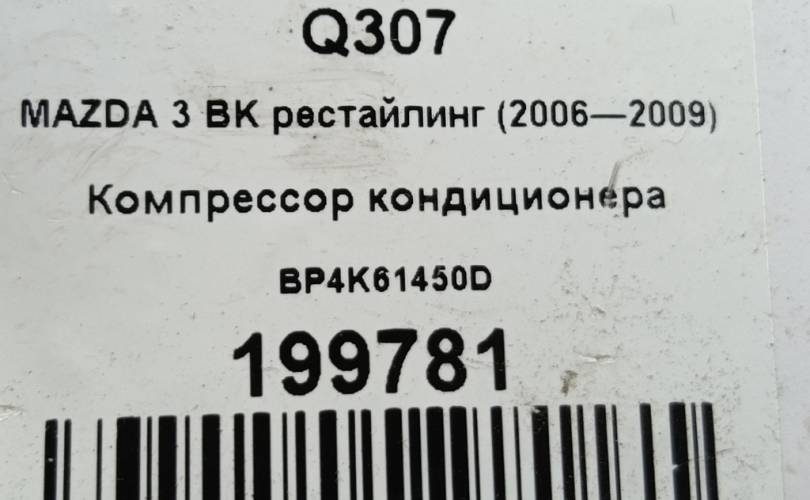 Q307
MAZDA 3 BK рестайлинг (2006—2009)
Компрессор кондиционера
BP4K61450D
199781